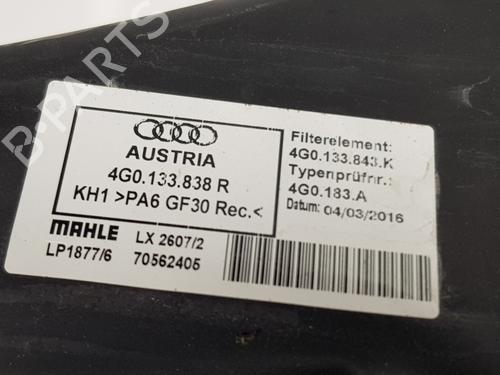 B-PARTS
AUSTRIA
4G0.133.838 R
KH1 >PA6 GF30 Rec.<
MAHLE LX 2607/2
LP1877/6 70562405
Filterelement:
4G0.133.843.K
Typenprüfnr.:
4G0.183.A
Datum: 04/03/2016